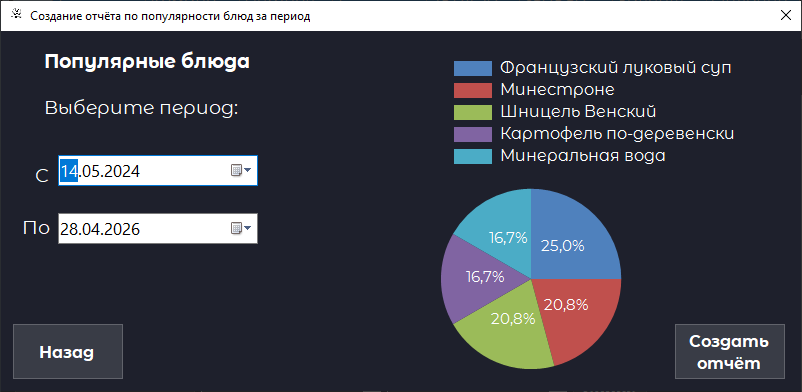 Создание отчёта по популярности блюд за период
Популярные блюда
Выберите период:
С 14.05.2024
По 28.04.2026
Французский луковый суп
Минестроне
Шницель Венский
Картофель по-деревенски
Минеральная вода
16,7%
25,0%
16,7%
20,8%
20,8%
Назад
Создать
отчёт